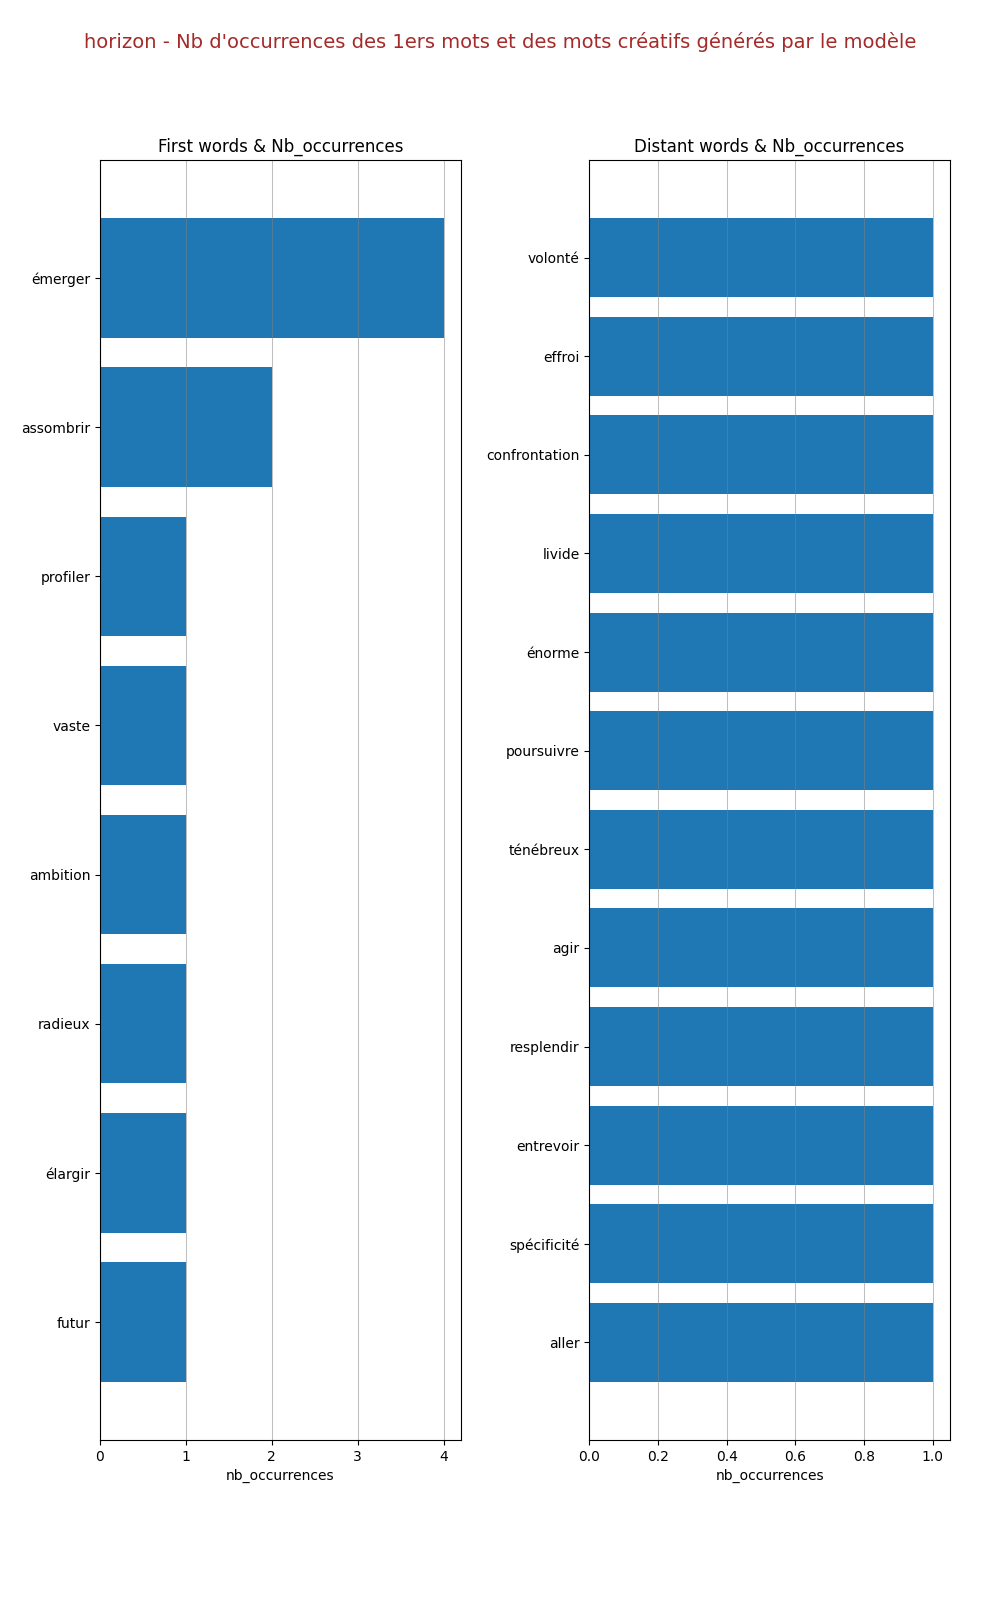 horizon - Nb d'occurrences des 1ers mots et des mots créatifs générés par le modèle
First words & Nb_occurrences
émerger
assombrir
profiler
vaste
ambition
radieux
élargir
futur
0 1 2 3 4
nb_occurrences
Distant words & Nb_occurrences
volonté
effroi
confrontation
livide
énorme
poursuivre
ténébreux
agir
resplendir
entrevoir
spécificité
aller
0.0 0.2 0.4 0.6 0.8 1.0
nb_occurrences